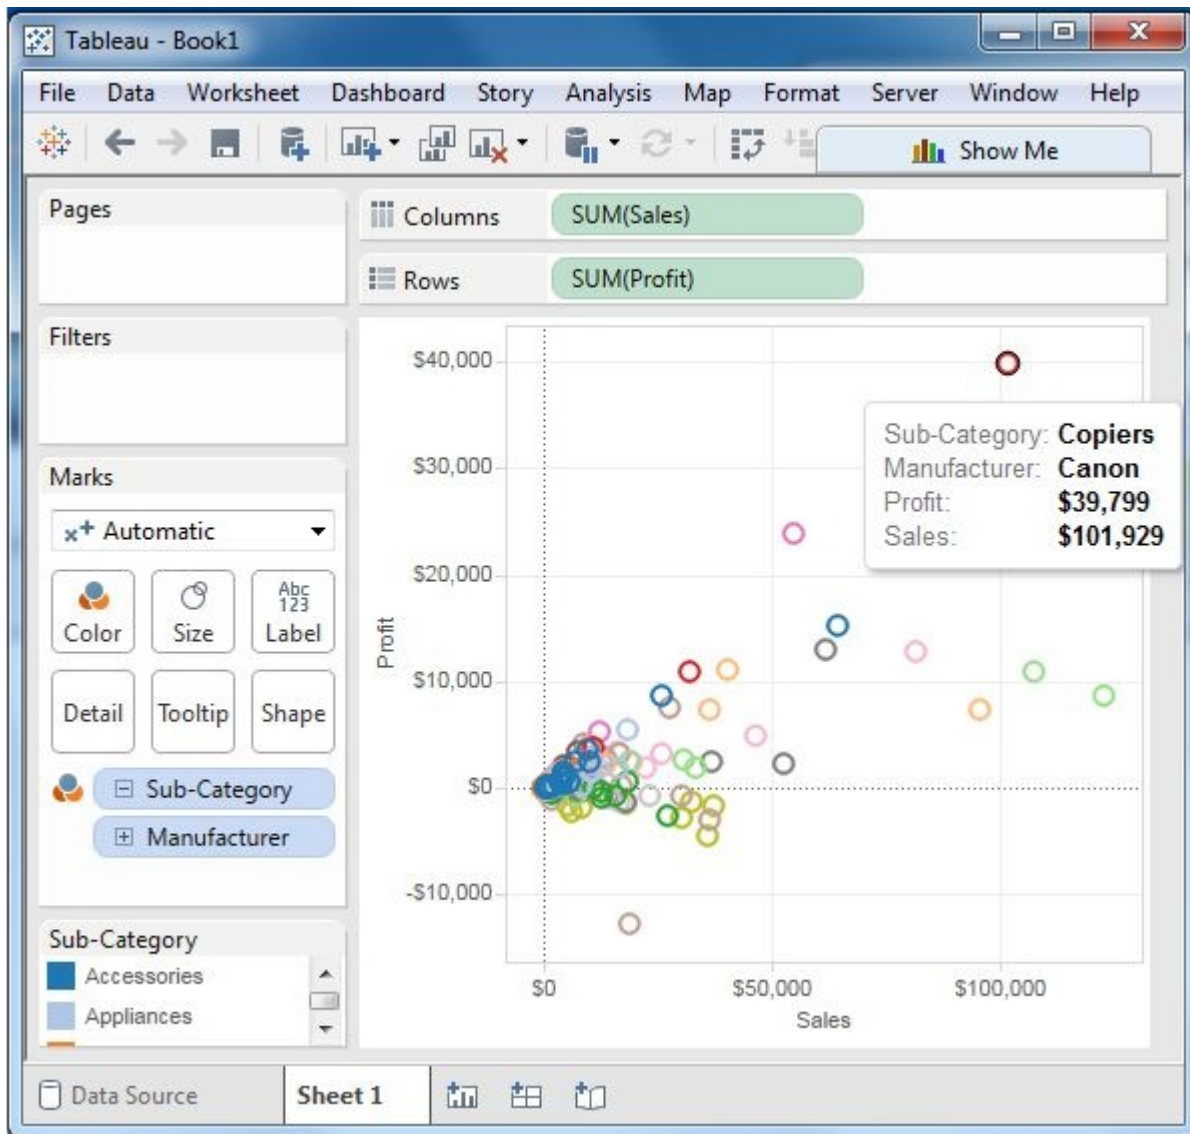 Tableau - Book1
File Data Worksheet Dashboard Story Analysis Map Format Server Window Help
Show Me
Pages
Columns SUM(Sales)
Rows SUM(Profit)
Filters
Marks
Automatic
Color Size Abc 123 Label
Detail Tooltip Shape
Sub-Category
Manufacturer
Sub-Category
Accessories
Appliances
$40,000
$30,000
$20,000
$10,000
$0
-$10,000
Profit
Sub-Category: Copiers
Manufacturer: Canon
Profit: $39,799
Sales: $101,929
$0 $50,000 $100,000
Sales
Data Source Sheet 1